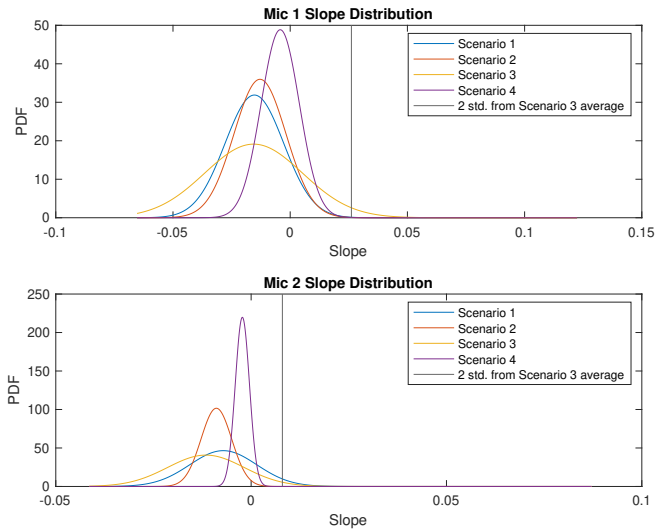 Mic 1 Slope Distribution
50
40
30
20
10
0
PDF
-0.1
-0.05
0
0.05
0.1
0.15
Slope
Scenario 1
Scenario 2
Scenario 3
Scenario 4
2 std. from Scenario 3 average
Mic 2 Slope Distribution
250
200
150
100
50
0
PDF
-0.05
0
0.05
0.1
Slope
Scenario 1
Scenario 2
Scenario 3
Scenario 4
2 std. from Scenario 3 average